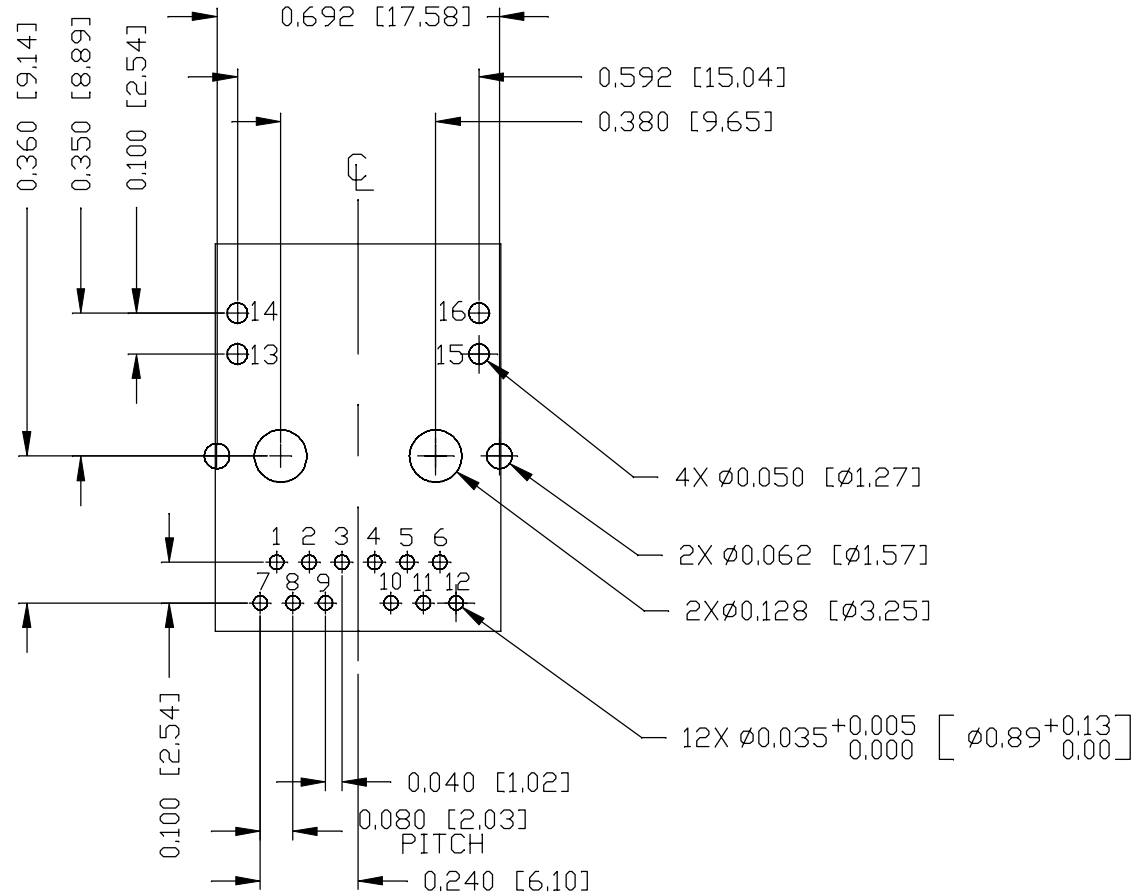 0.692 [17.58]
0.592 [15.04]
0.380 [9.65]
0.360 [9.14]
0.350 [8.89]
0.100 [2.54]
CL
14
16
13
15
4X Ø0.050 [Ø1.27]
2X Ø0.062 [Ø1.57]
2XØ0.128 [Ø3.25]
1 2 3 4 5 6
7 8 9 10 11 12
12X Ø0.035 +0.005 0.000 [ Ø0.89 +0.13 0.00 ]
0.100 [2.54]
0.040 [1.02]
0.080 [2.03]
PITCH
0.240 [6.10]